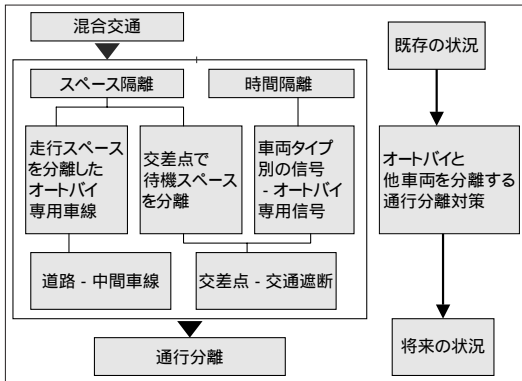 混合交通
スペース隔離
時間隔離
走行スペース
を分離した
オートバイ
専用車線
交差点で
待機スペース
を分離
車両タイプ
別の信号
- オートバイ
専用信号
道路 - 中間車線
交差点 - 交通遮断
通行分離
既存の状況
オートバイと
他車両を分離する
通行分離対策
将来の状況